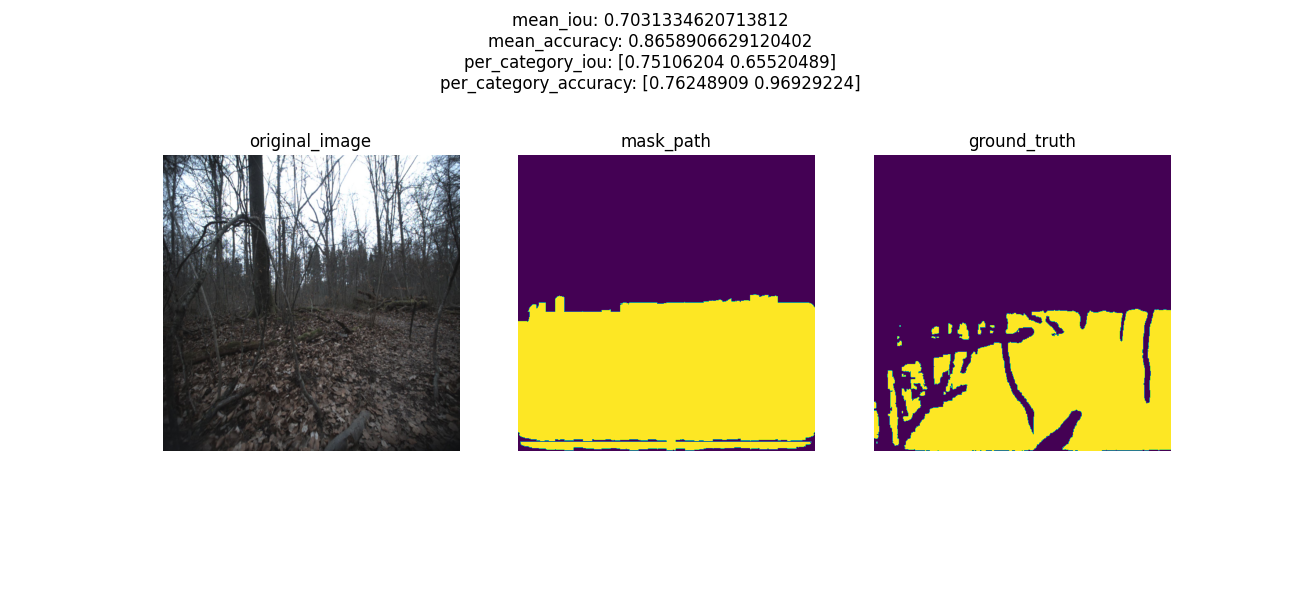 mean_iou: 0.7031334620713812
mean_accuracy: 0.8658906629120402
per_category_iou: [0.75106204 0.65520489]
per_category_accuracy: [0.76248909 0.96929224]
original_image
mask_path
ground_truth